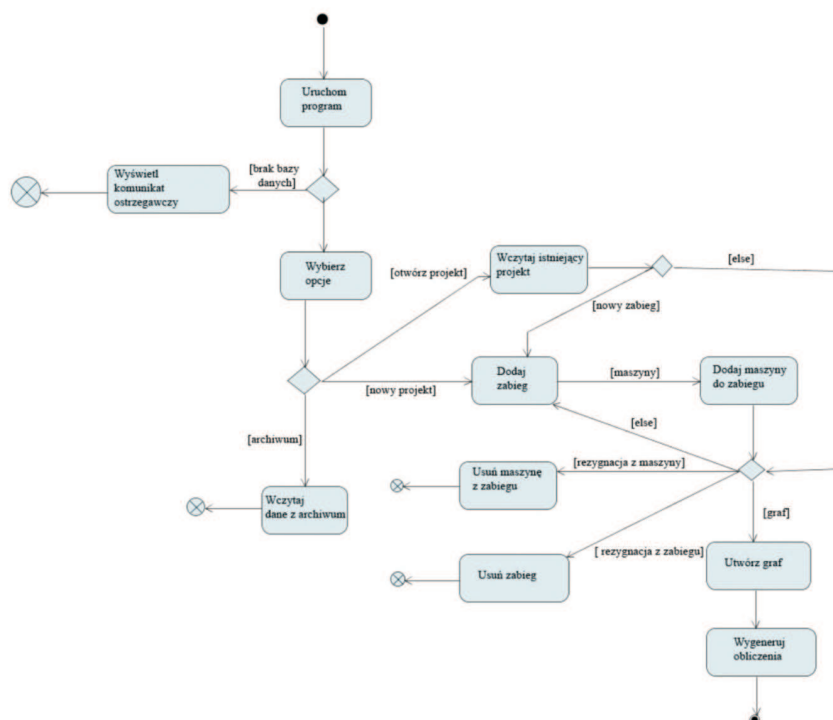 Uruchom
program
[brak bazy
danych]
Wyświetl
komunikat
ostrzegawczy
Wybierz
opcje
[otwórz projekt]
Wczytaj istniejący
projekt
[else]
[nowy zabieg]
[nowy projekt]
Dodaj
zabieg
[maszyny]
Dodaj maszyny
do zabiegu
[else]
[archiwum]
Wczytaj
dane z archiwum
[rezygnacja z maszyny]
Usuń maszynę
z zabiegu
[graf]
[ rezygnacja z zabiegu]
Usuń zabieg
Utwórz graf
Wygeneruj
obliczenia